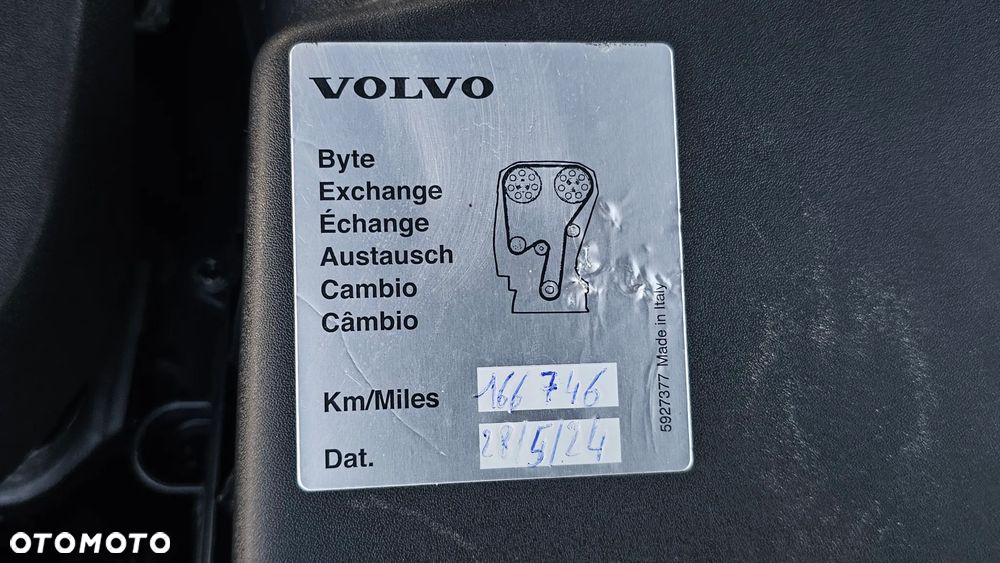 VOLVO
Byte
Exchange
Échange
Austausch
Cambio
Câmbio
Km/Miles 166 746
Dat. 28/5/24
5927377 Made in Italy
OTOMOTO